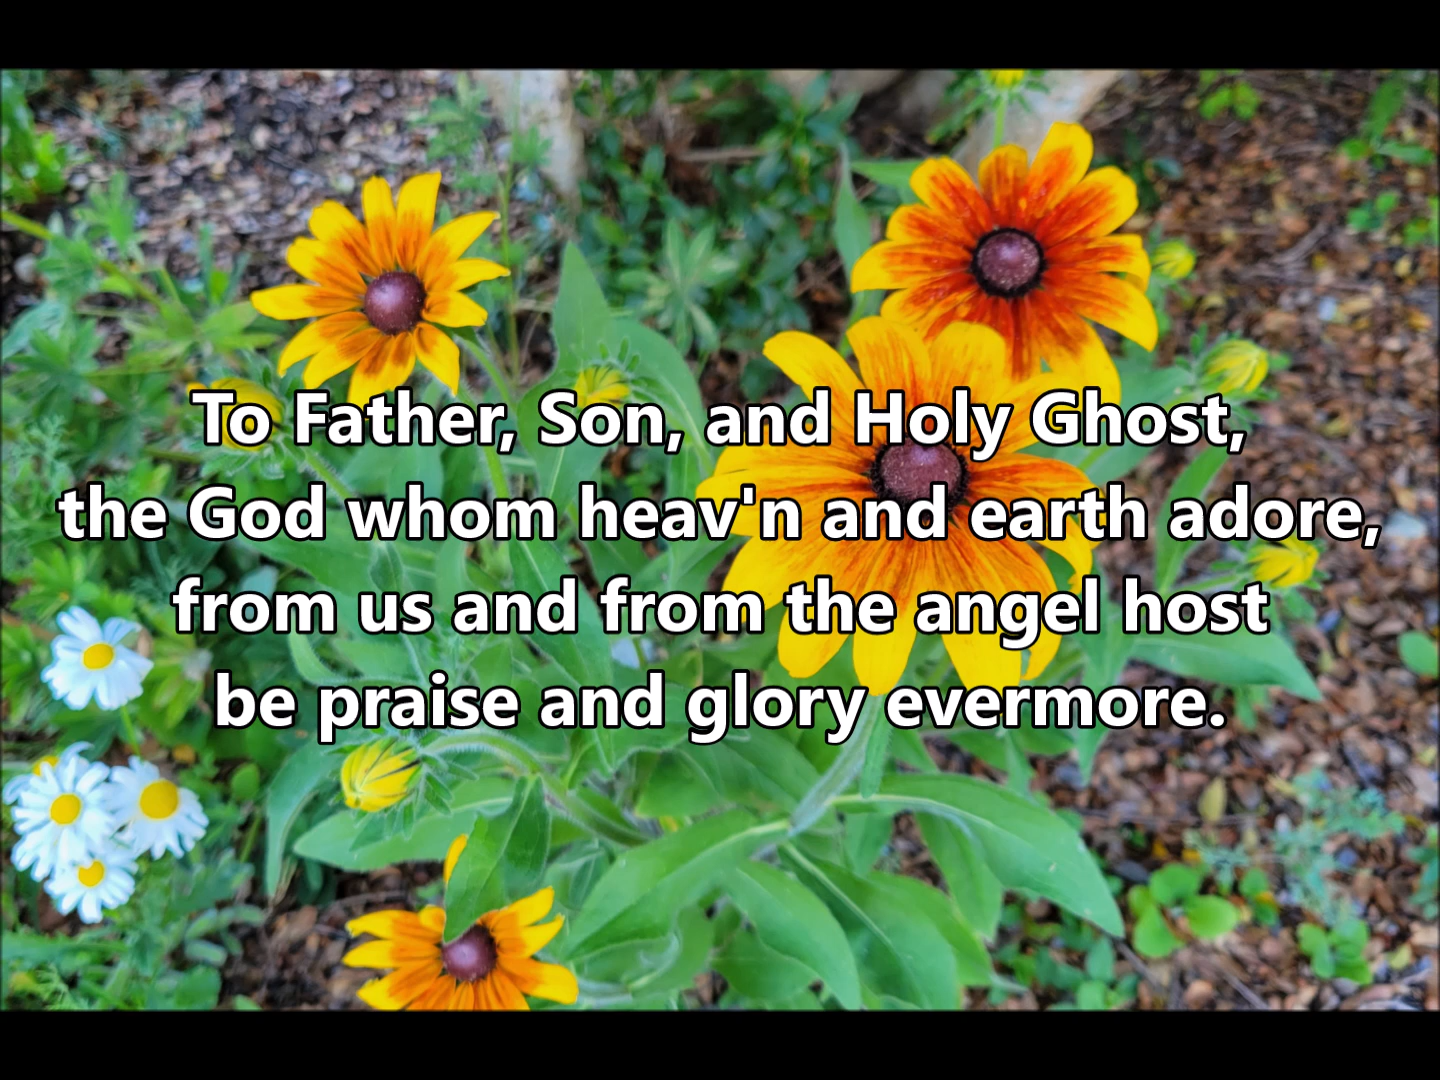 To Father, Son, and Holy Ghost,
the God whom heav'n and earth adore,
from us and from the angel host
be praise and glory evermore.